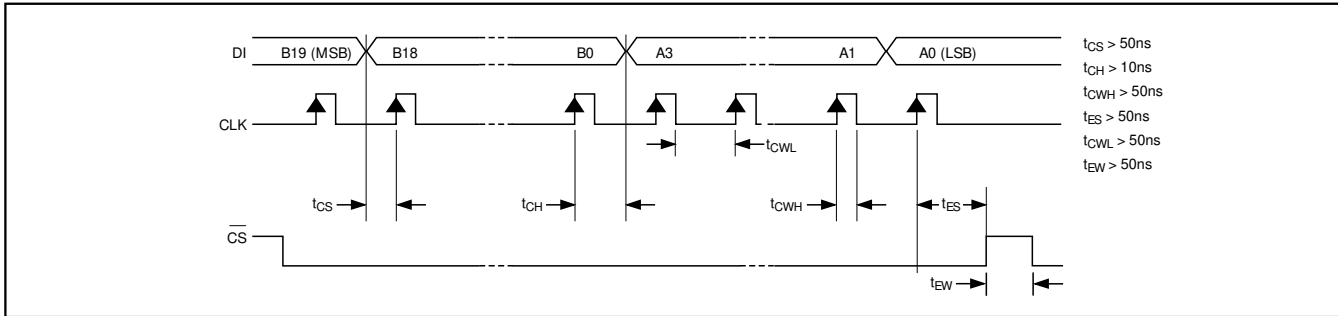 DI B19 (MSB) B18 B0 A3 A1 A0 (LSB)
CLK
tCWL
tCS tCH tCWH tES
CS
tEW
tCS > 50ns
tCH > 10ns
tCWH > 50ns
tES > 50ns
tCWL > 50ns
tEW > 50ns